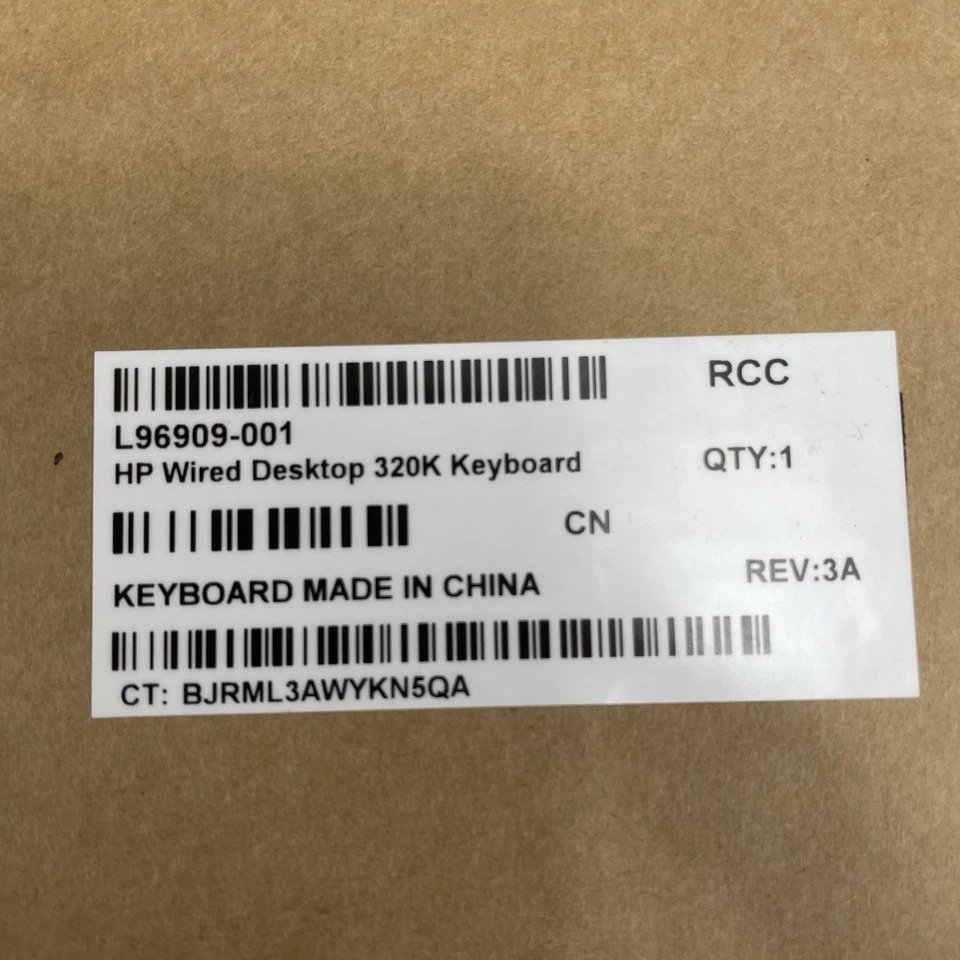 RCC
L96909-001
HP Wired Desktop 320K Keyboard
QTY:1
CN
REV:3A
KEYBOARD MADE IN CHINA
CT: BJRML3AWYKN5QA